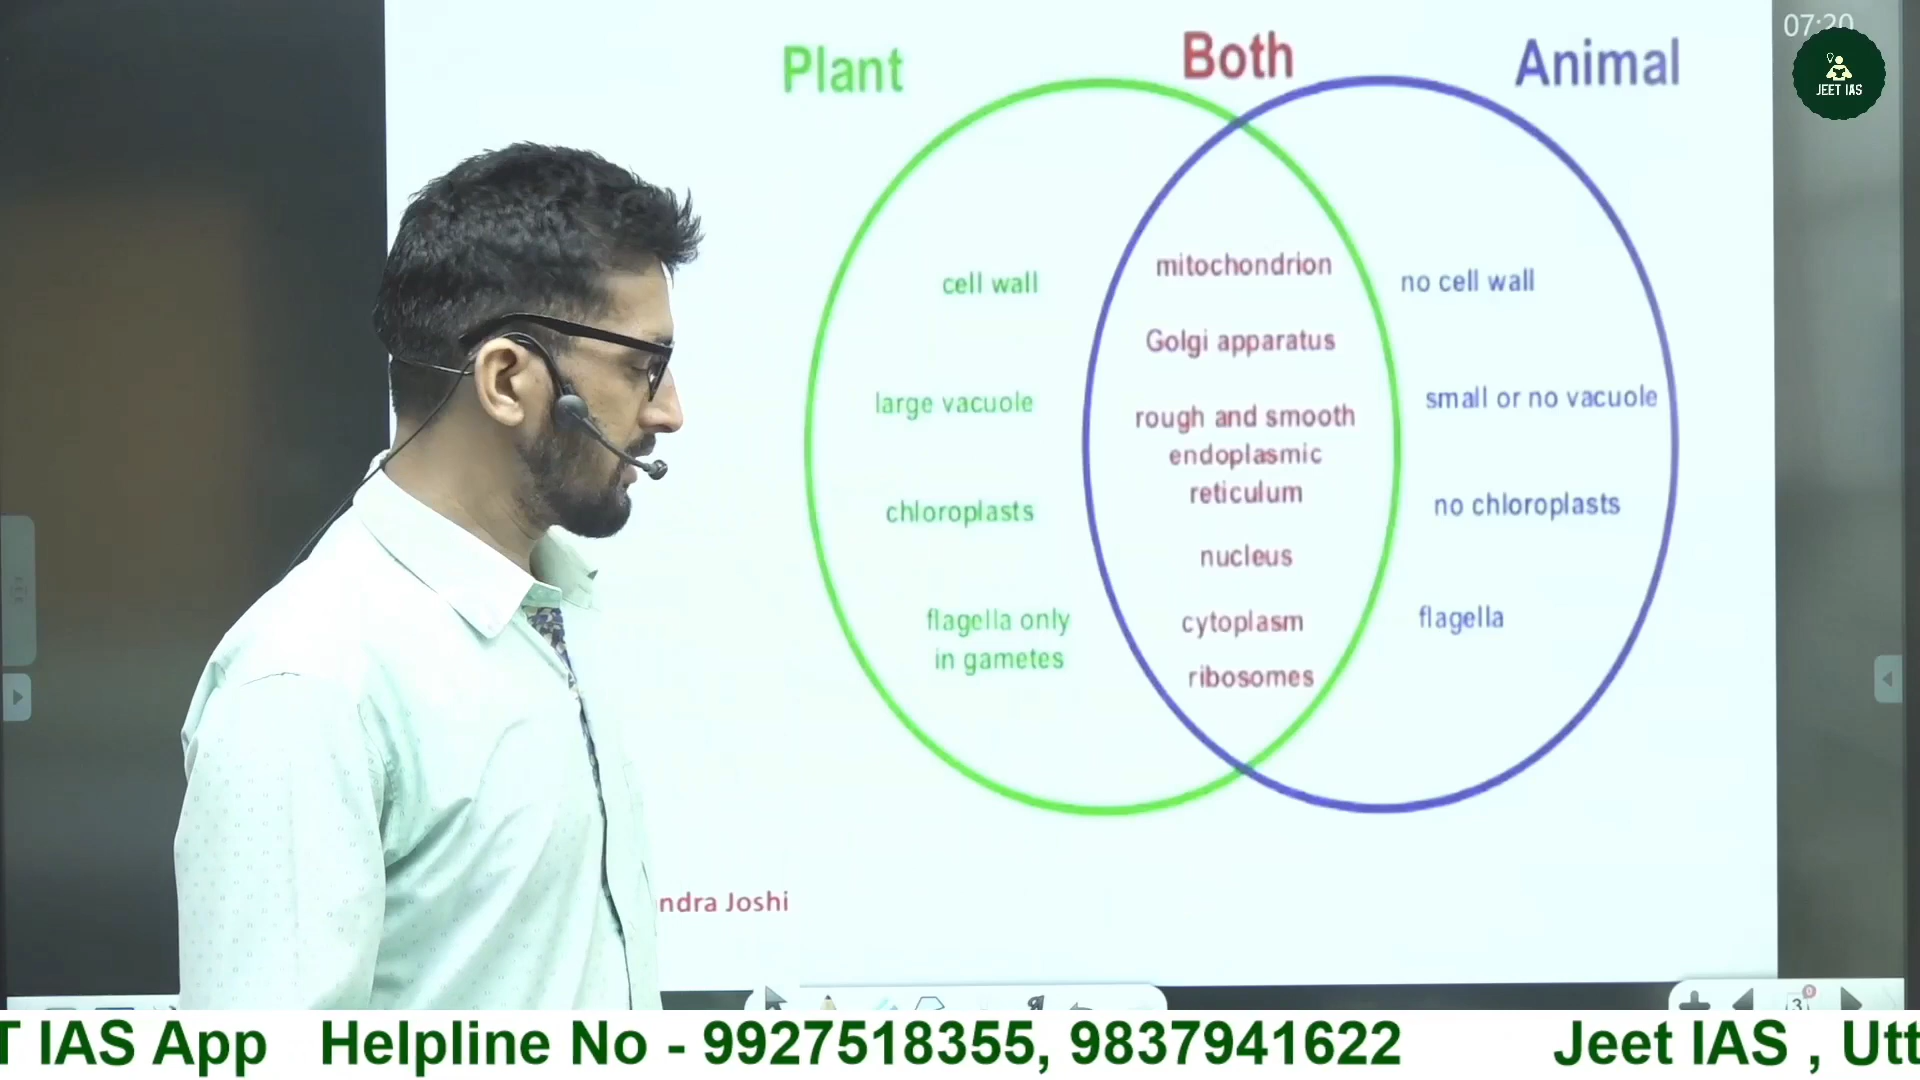 07:20
JEET IAS
Plant
Both
Animal
cell wall
large vacuole
chloroplasts
flagella only
in gametes
mitochondrion
Golgi apparatus
rough and smooth
endoplasmic
reticulum
nucleus
cytoplasm
ribosomes
no cell wall
small or no vacuole
no chloroplasts
flagella
ndra Joshi
3
0
T IAS App Helpline No - 9927518355, 9837941622 Jeet IAS , Utt